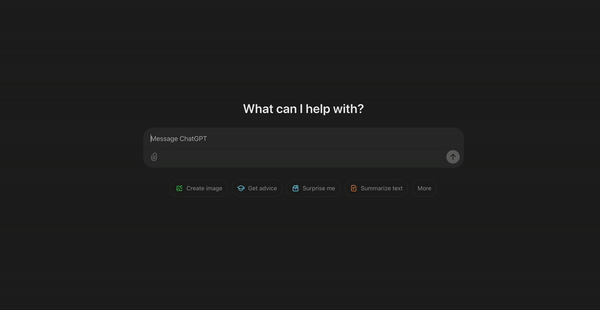 What can I help with?
Message ChatGPT
Create image Get advice Surprise me Summarize text More